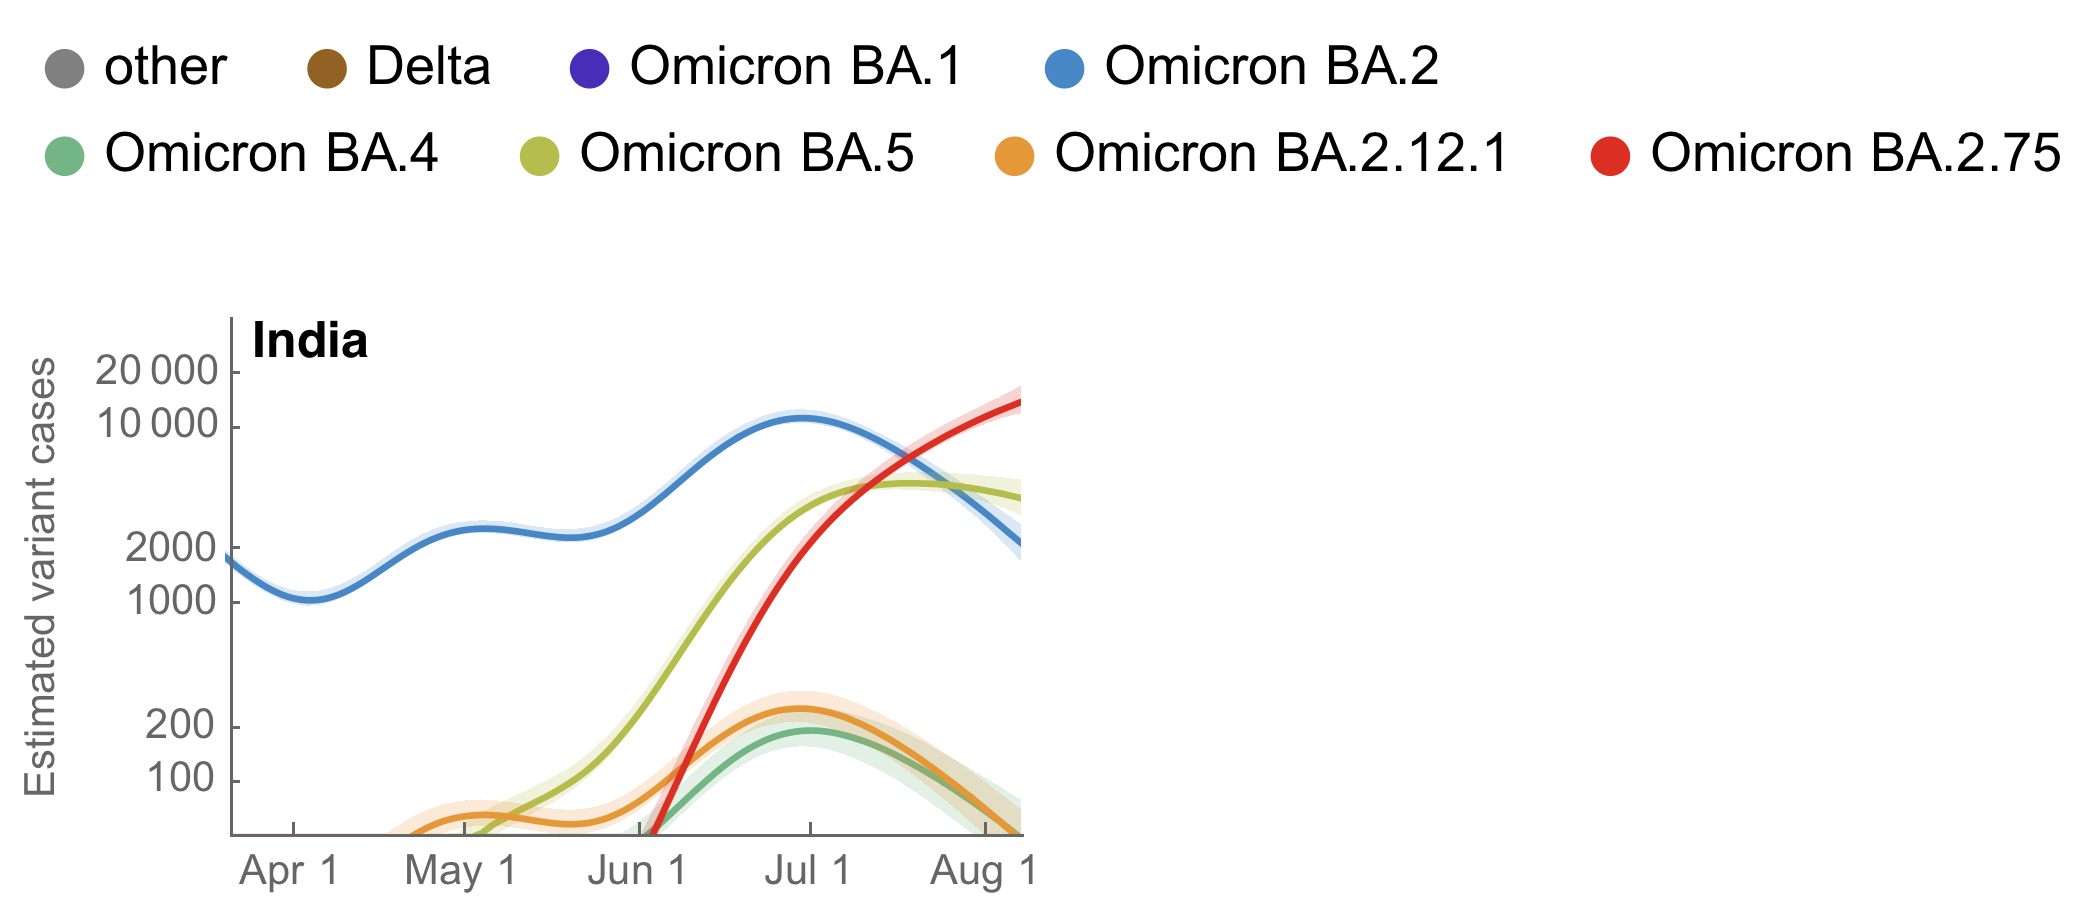 other Delta Omicron BA.1 Omicron BA.2
Omicron BA.4 Omicron BA.5 Omicron BA.2.12.1 Omicron BA.2.75
India
Estimated variant cases
20 000
10 000
2000
1000
200
100
Apr 1 May 1 Jun 1 Jul 1 Aug 1